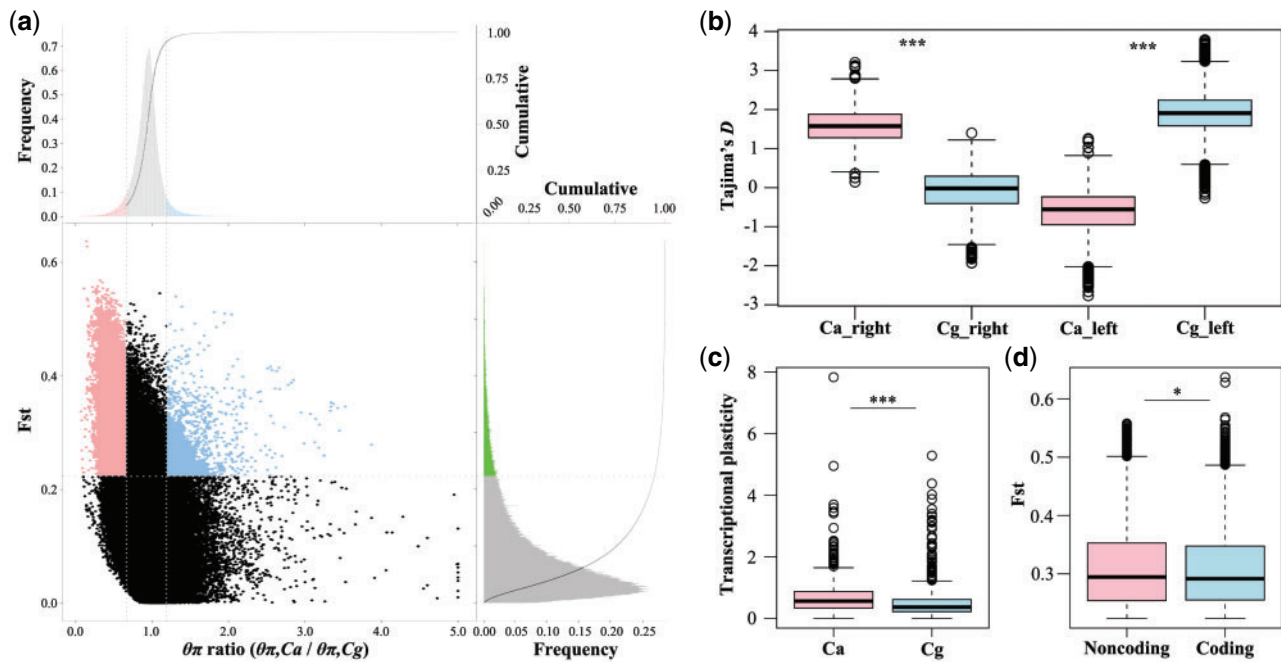 (a)
Frequency
0.7
0.6
0.5
0.4
0.3
0.2
0.1
0.0
1.00
0.75
0.50
0.25
0.00
Cumulative
Cumulative
0.00 0.25 0.50 1.00
Fst
0.6
0.4
0.2
0.0
0.0 1.0 2.0 3.0 4.0 5.0
θπ ratio (θπ,Ca / θπ,Cg)
0.00 0.05 0.10 0.15 0.20 0.25
Frequency
(b)
Tajima's D
4
3
2
1
0
-1
-2
-3
*** ***
Ca_right Cg_right Ca_left Cg_left
(c)
Transcriptional plasticity
8
6
4
2
0
***
Ca Cg
(d)
Fst
0.6
0.5
0.4
0.3
*
Noncoding Coding